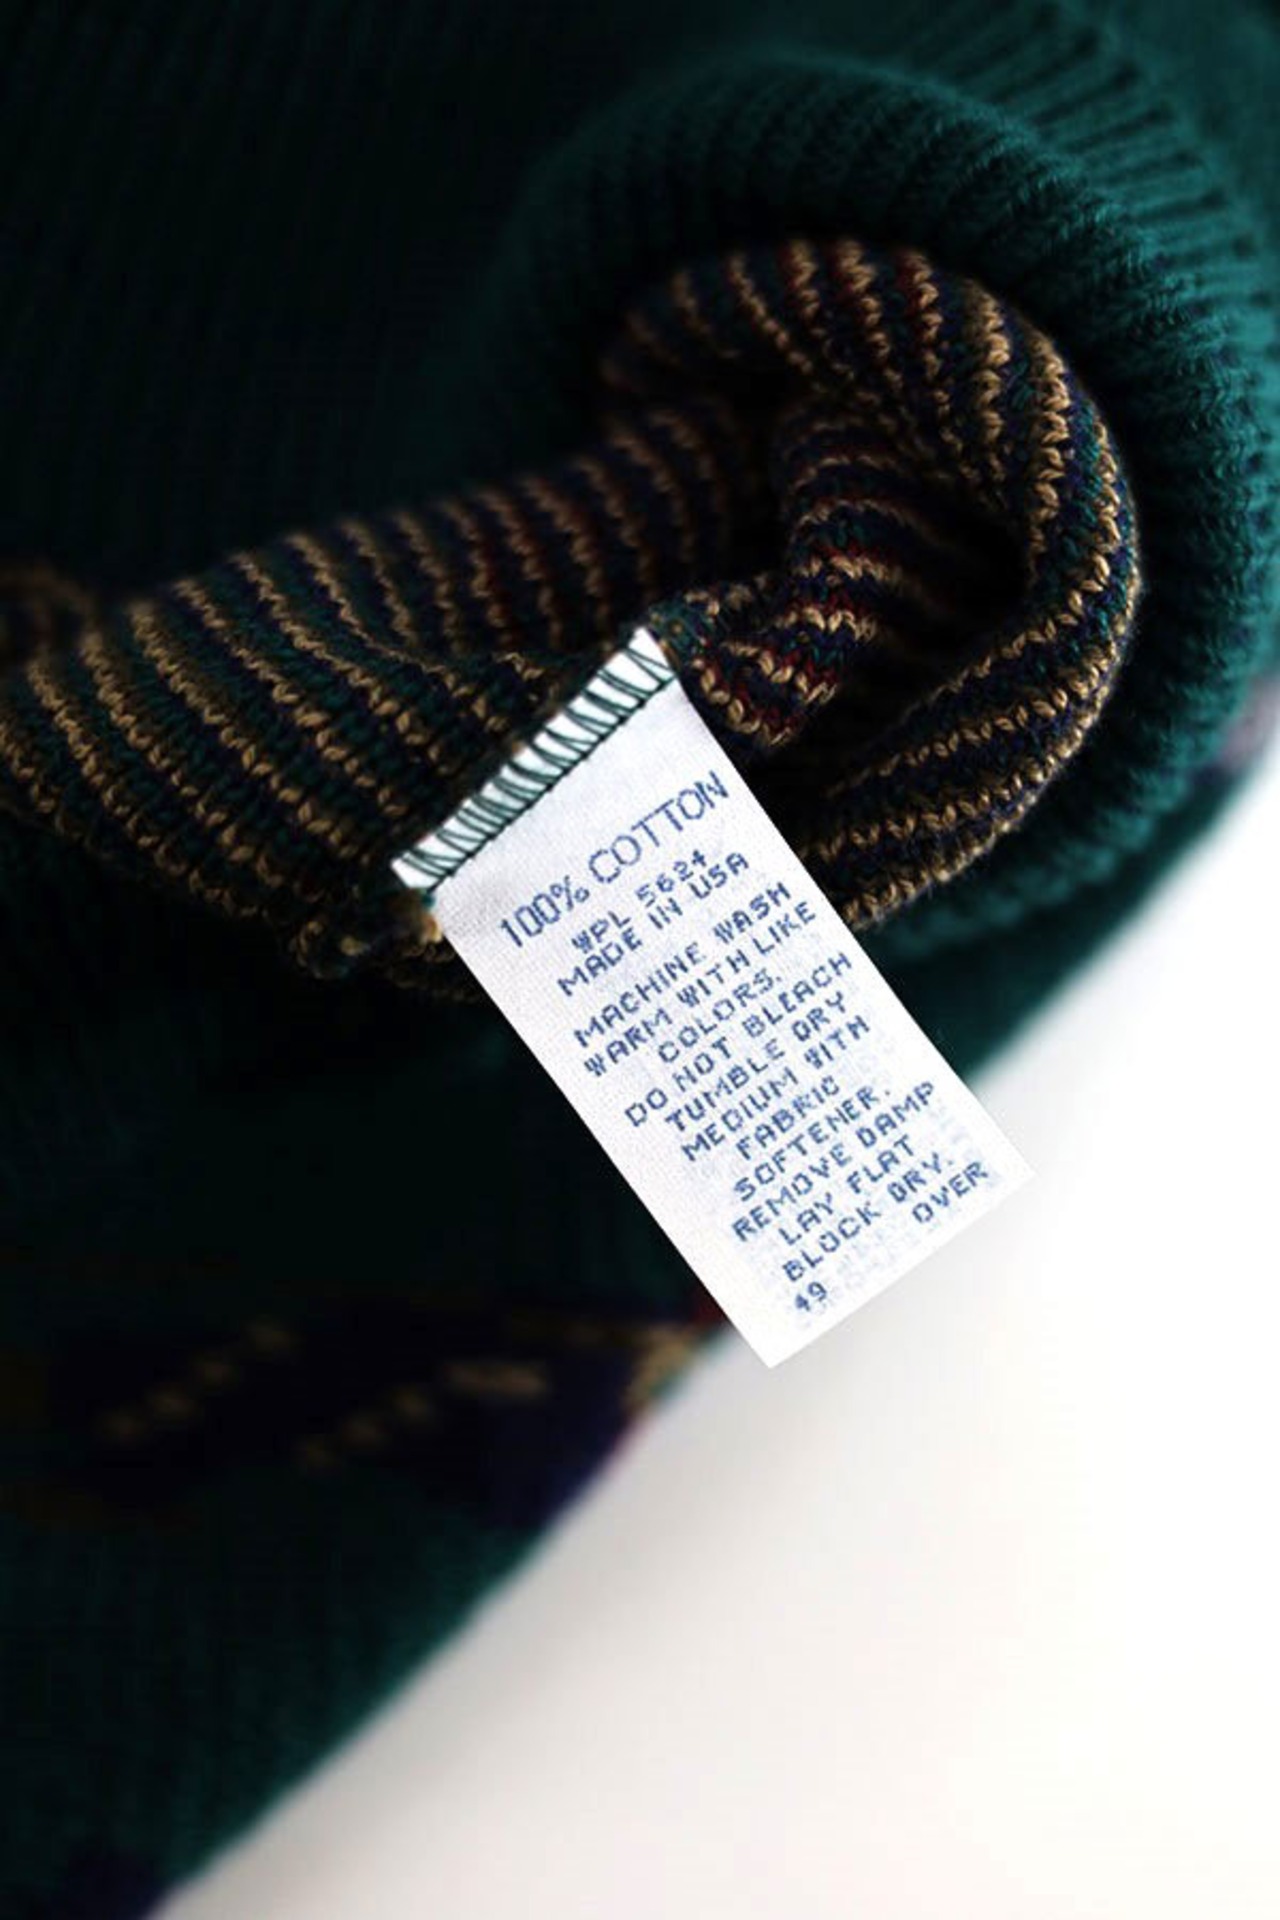 100% COTTON
WPL 5624
MADE IN USA
MACHINE WASH
WARM WITH LIKE
COLORS.
DO NOT BLEACH
TUMBLE DRY
MEDIUM WITH
FABRIC
SOFTENER.
REMOVE DAMP
LAY FLAT
BLOCK DRY.
49 OVER